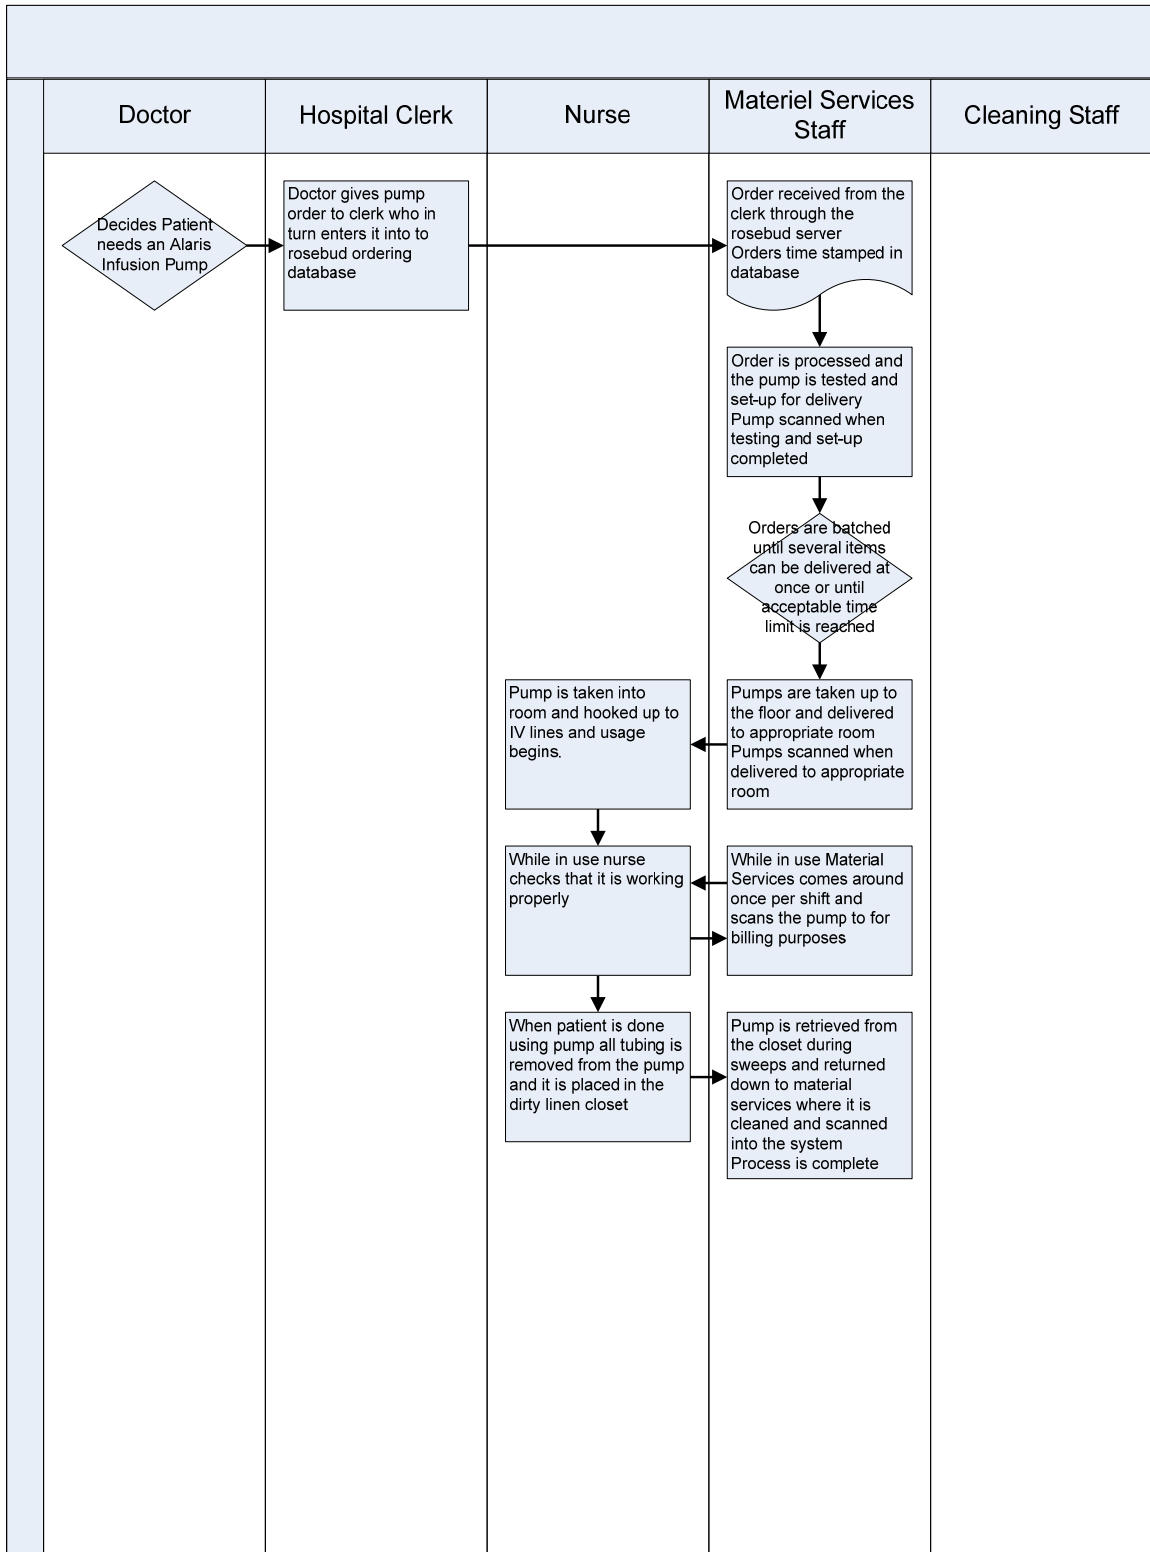 Doctor
Hospital Clerk
Nurse
Materiel Services
Staff
Cleaning Staff
Decides Patient
needs an Alaris
Infusion Pump
Doctor gives pump
order to clerk who in
turn enters it into to
rosebud ordering
database
Order received from the
clerk through the
rosebud server
Orders time stamped in
database
Order is processed and
the pump is tested and
set-up for delivery
Pump scanned when
testing and set-up
completed
Orders are batched
until several items
can be delivered at
once or until
acceptable time
limit is reached
Pumps are taken up to
the floor and delivered
to appropriate room
Pumps scanned when
delivered to appropriate
room
Pump is taken into
room and hooked up to
IV lines and usage
begins.
While in use nurse
checks that it is working
properly
While in use Material
Services comes around
once per shift and
scans the pump to for
billing purposes
When patient is done
using pump all tubing is
removed from the pump
and it is placed in the
dirty linen closet
Pump is retrieved from
the closet during
sweeps and returned
down to material
services where it is
cleaned and scanned
into the system
Process is complete